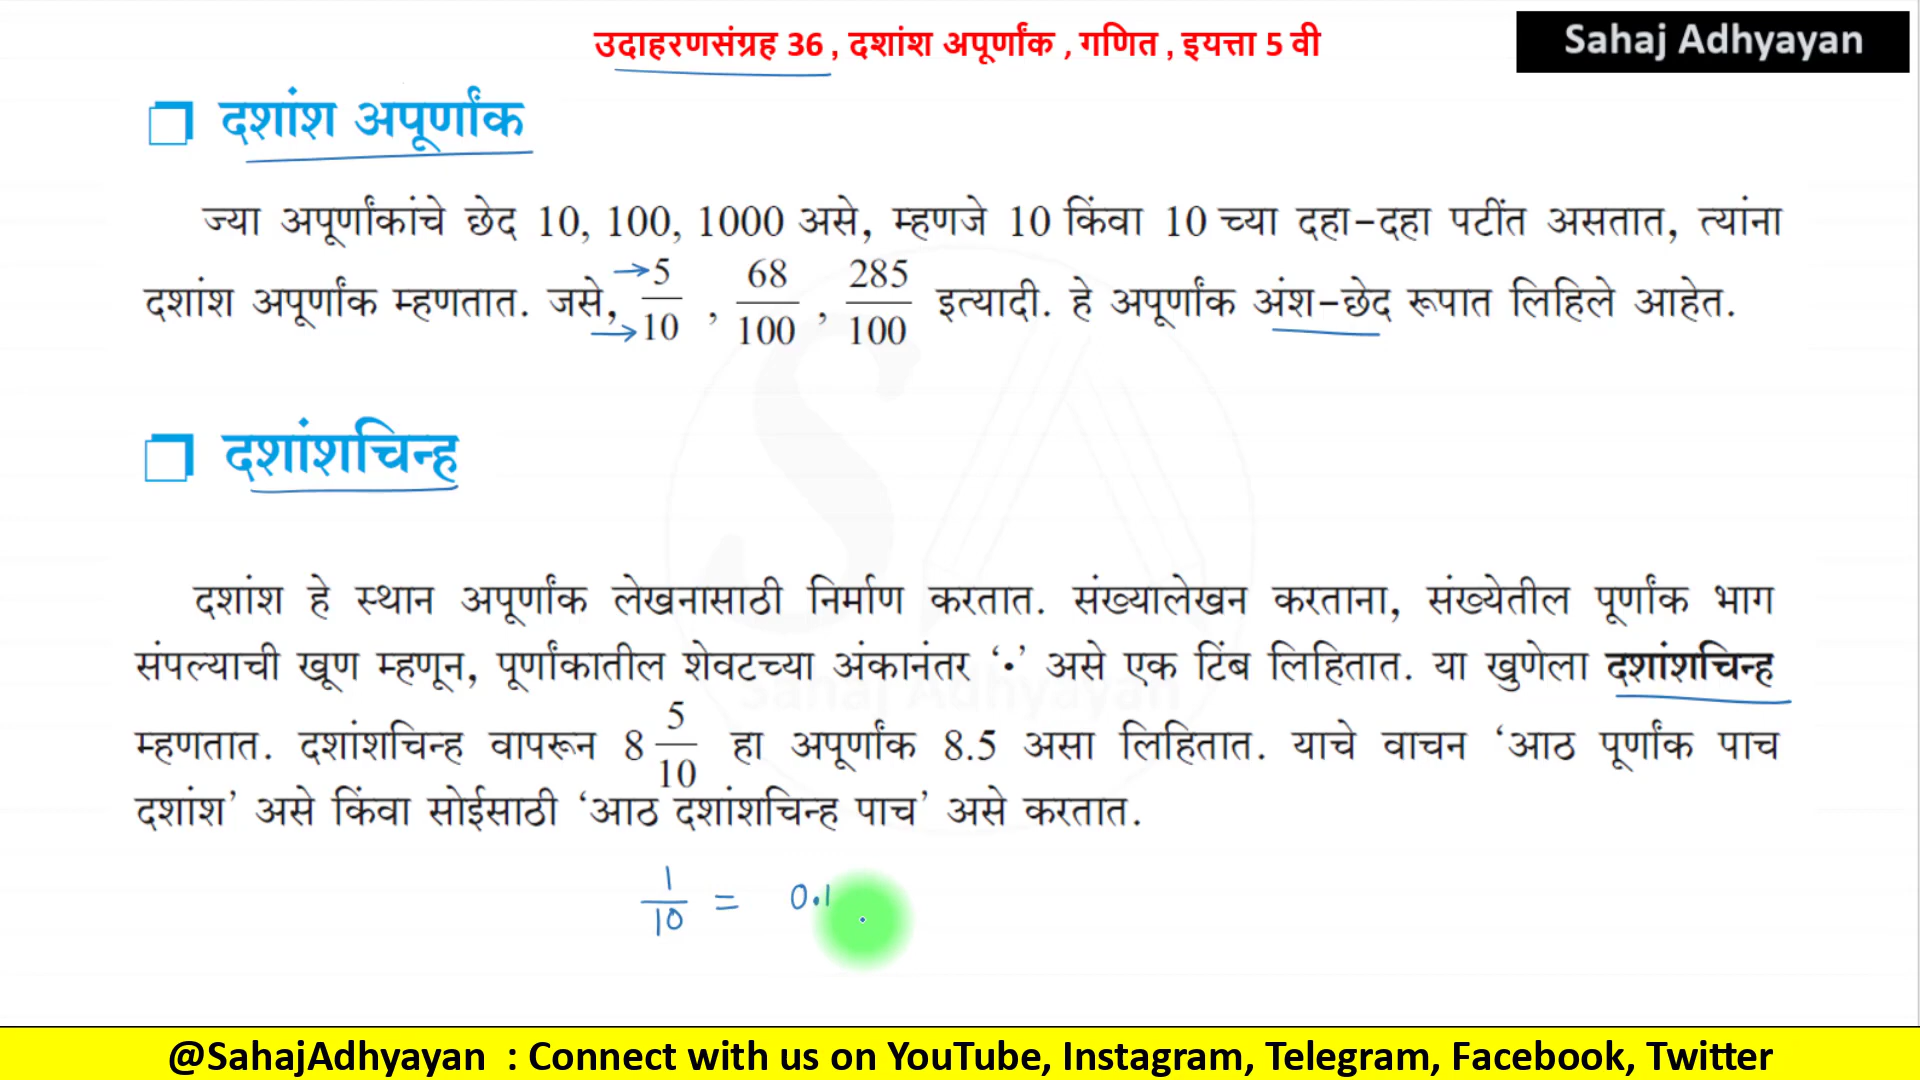 उदाहरणसंग्रह 36 , दशांश अपूर्णांक , गणित , इयत्ता 5 वी
Sahaj Adhyayan
❒ दशांश अपूर्णांक
ज्या अपूर्णांकांचे छेद 10, 100, 1000 असे, म्हणजे 10 किंवा 10 च्या दहा-दहा पटींत असतात, त्यांना
दशांश अपूर्णांक म्हणतात. जसे, →5/→10 , 68/100 , 285/100 इत्यादी. हे अपूर्णांक अंश-छेद रूपात लिहिले आहेत.
❒ दशांशचिन्ह
दशांश हे स्थान अपूर्णांक लेखनासाठी निर्माण करतात. संख्यालेखन करताना, संख्येतील पूर्णांक भाग
संपल्याची खूण म्हणून, पूर्णांकातील शेवटच्या अंकानंतर ‘•’ असे एक टिंब लिहितात. या खुणेला दशांशचिन्ह
म्हणतात. दशांशचिन्ह वापरून 8 5/10 हा अपूर्णांक 8.5 असा लिहितात. याचे वाचन ‘आठ पूर्णांक पाच
दशांश’ असे किंवा सोईसाठी ‘आठ दशांशचिन्ह पाच’ असे करतात.
Sahaj Adhyayan
1/10 = 0.1
@SahajAdhyayan : Connect with us on YouTube, Instagram, Telegram, Facebook, Twitter